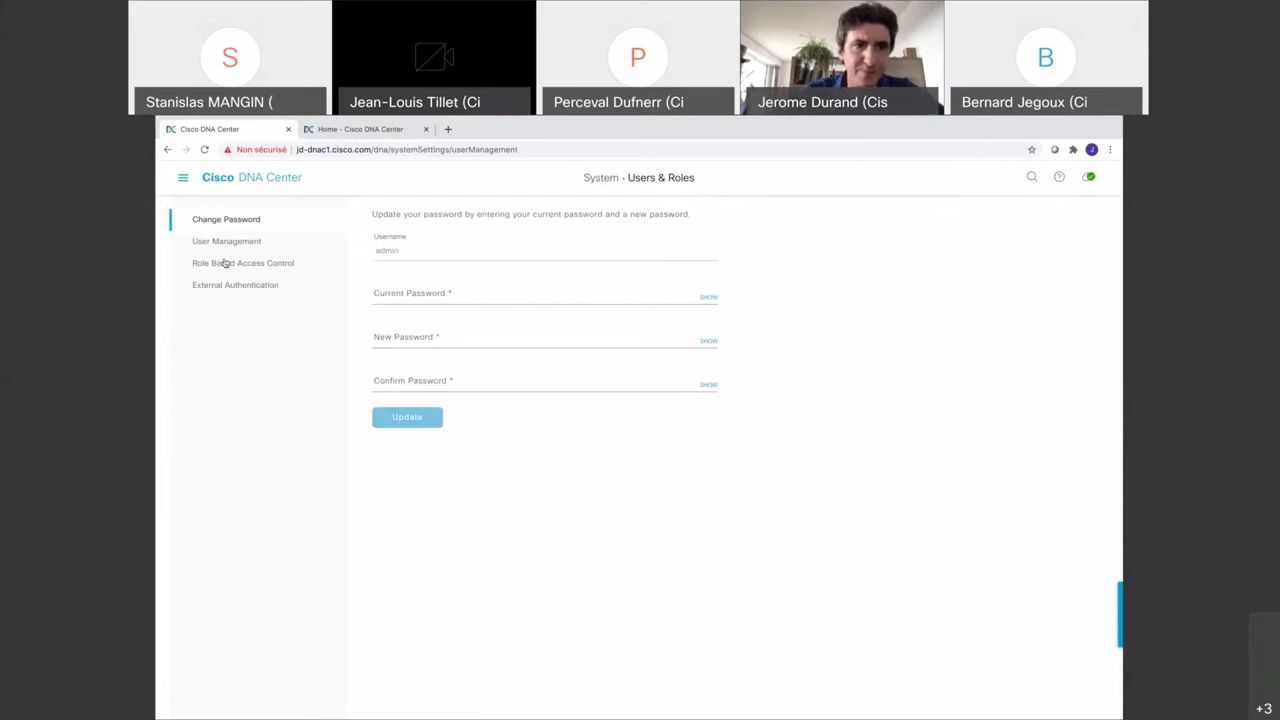 S
P
B
Stanislas MANGIN (
Jean-Louis Tillet (Ci
Perceval Dufnerr (Ci
Jerome Durand (Cis
Bernard Jegoux (Ci
Cisco DNA Center
Home - Cisco DNA Center
Non sécurisé
jd-dnac1.cisco.com/dna/systemSettings/userManagement
J
Cisco DNA Center
System · Users & Roles
Change Password
User Management
Role Based Access Control
External Authentication
Update your password by entering your current password and a new password.
Username
admin
Current Password *
SHOW
New Password *
SHOW
Confirm Password *
SHOW
Update
+3